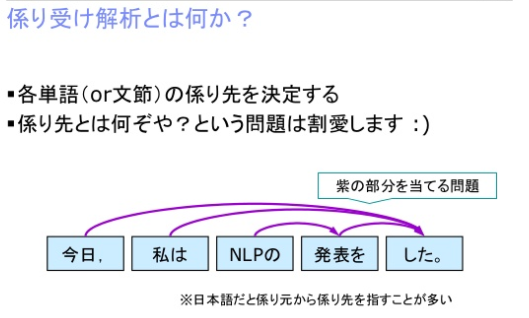 係り受け解析とは何か？
▪各単語（or文節）の係り先を決定する
▪係り先とは何ぞや？という問題は割愛します :)
紫の部分を当てる問題
今日, 私は NLPの 発表を した。
※日本語だと係り元から係り先を指すことが多い